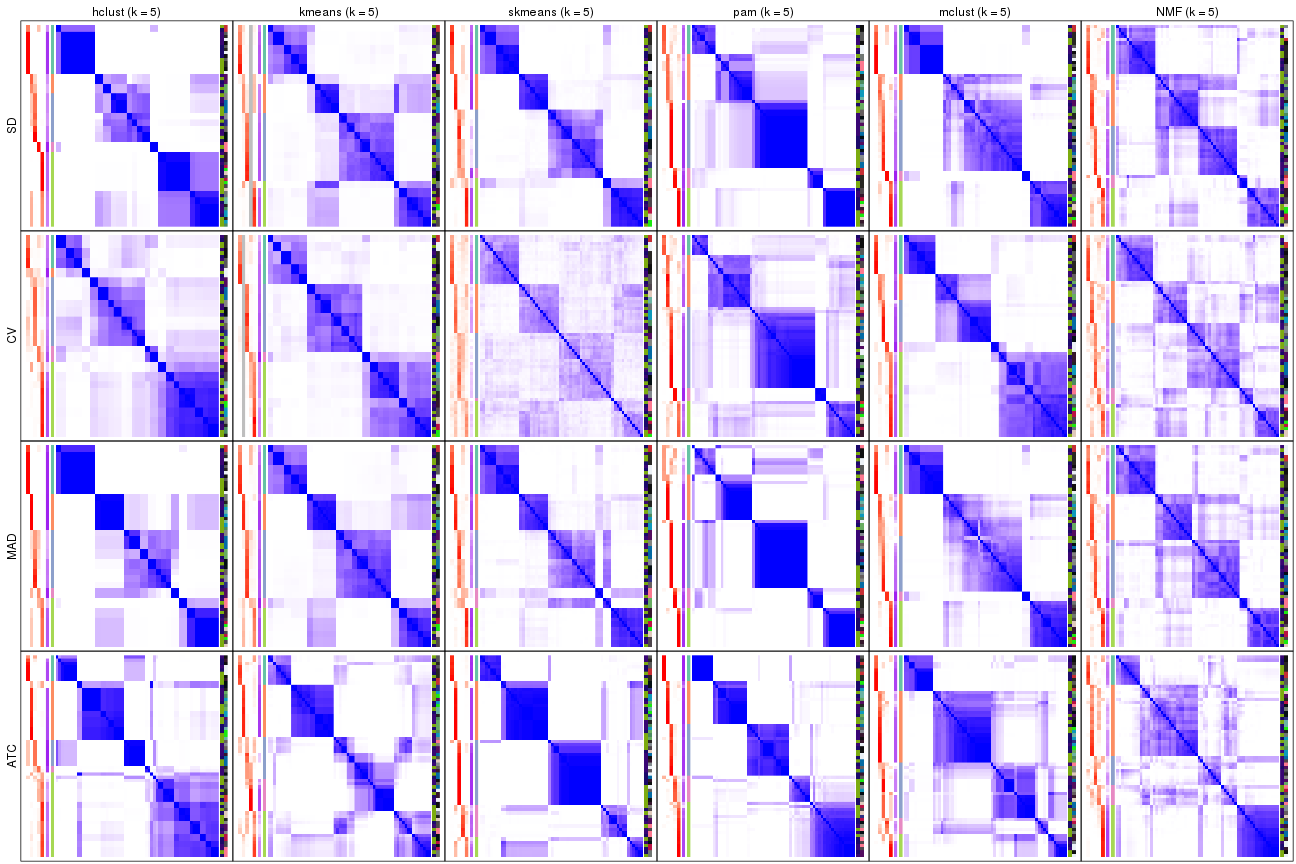 hclust (k = 5) kmeans (k = 5) skmeans (k = 5) pam (k = 5) mclust (k = 5) NMF (k = 5)
SD
CV
MAD
ATC